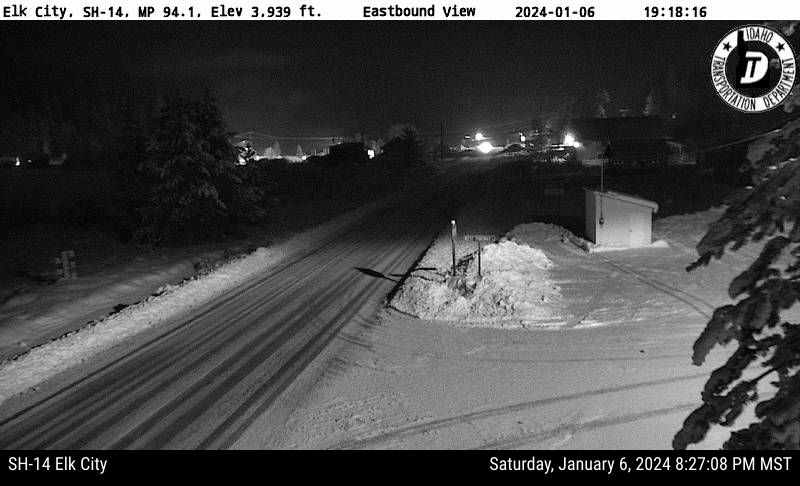 Elk City, SH-14, MP 94.1, Elev 3,939 ft. Eastbound View 2024-01-06 19:18:16
IDAHO
TRANSPORTATION DEPARTMENT
SH-14 Elk City Saturday, January 6, 2024 8:27:08 PM MST